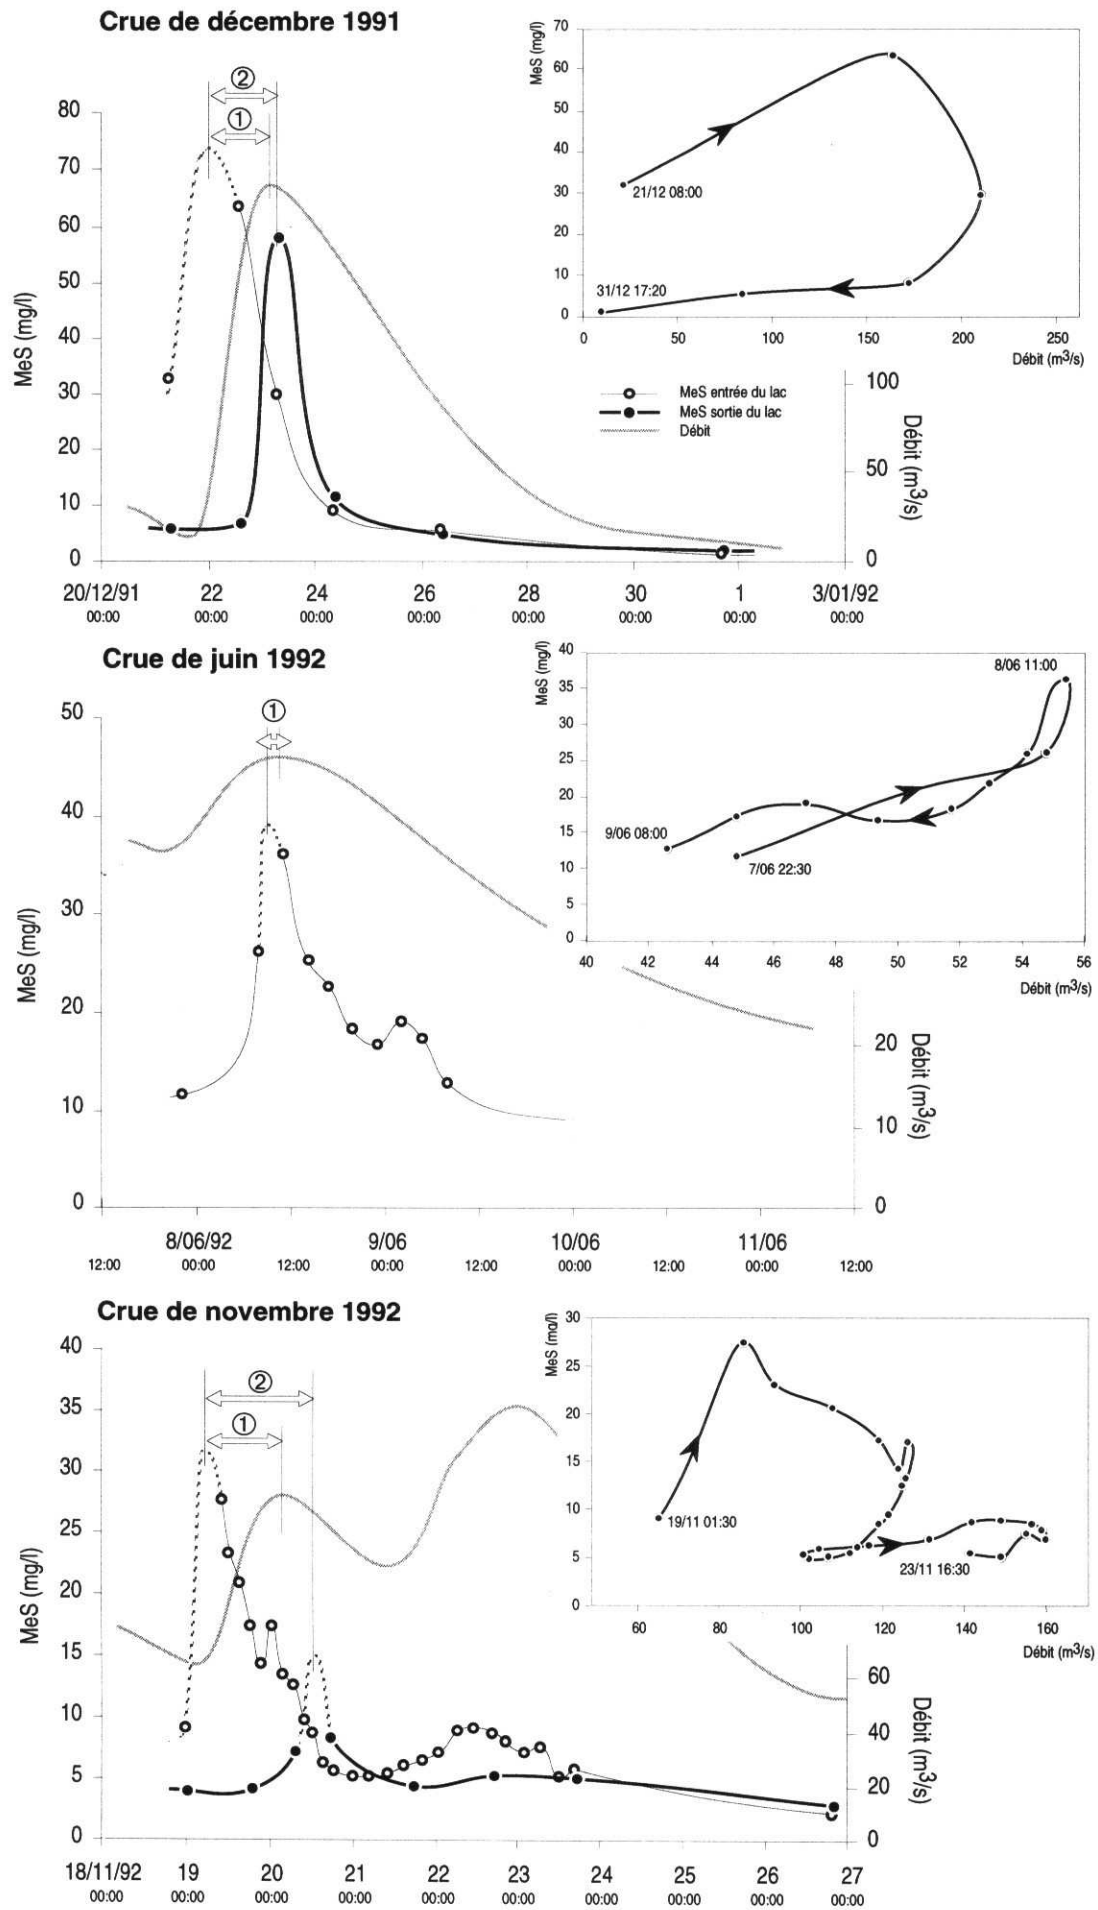 Crue de décembre 1991
②
①
80
70
60
50
40
30
20
10
0
MeS (mg/l)
20/12/91 22 24 26 28 30 1 3/01/92
00:00 00:00 00:00 00:00 00:00 00:00 00:00 00:00
100
50
0
Débit (m3/s)
MeS entrée du lac
MeS sortie du lac
Débit
MeS (mg/l)
70
60
50
40
30
20
10
0
21/12 08:00
31/12 17:20
0 50 100 150 200 250
Débit (m3/s)
Crue de juin 1992
①
50
40
30
20
10
0
MeS (mg/l)
8/06/92 9/06 10/06 11/06
12:00 00:00 12:00 00:00 12:00 00:00 12:00 00:00 12:00
20
10
0
Débit (m3/s)
MeS (mg/l)
40
35
30
25
20
15
10
5
0
8/06 11:00
9/06 08:00
7/06 22:30
40 42 44 46 48 50 52 54 56
Débit (m3/s)
Crue de novembre 1992
②
①
40
35
30
25
20
15
10
5
0
MeS (mg/l)
18/11/92 19 20 21 22 23 24 25 26 27
00:00 00:00 00:00 00:00 00:00 00:00 00:00 00:00 00:00 00:00
60
40
20
0
Débit (m3/s)
MeS (mg/l)
30
25
20
15
10
5
0
19/11 01:30
23/11 16:30
60 80 100 120 140 160
Débit (m3/s)